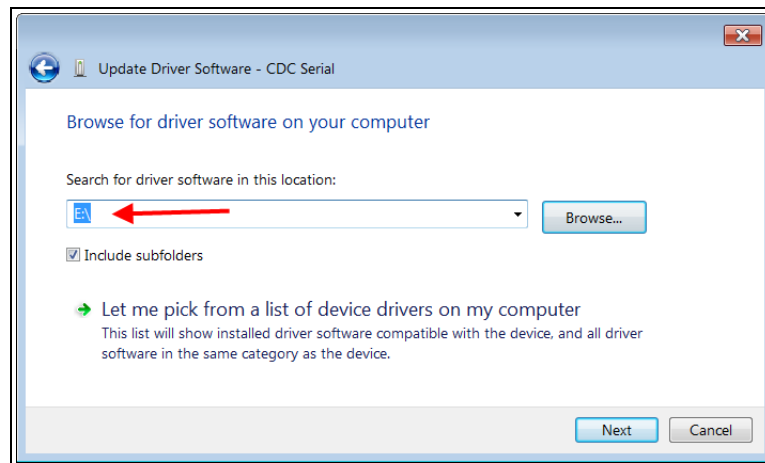 Update Driver Software - CDC Serial
Browse for driver software on your computer
Search for driver software in this location:
E:\
Browse...
Include subfolders
Let me pick from a list of device drivers on my computer
This list will show installed driver software compatible with the device, and all driver
software in the same category as the device.
Next
Cancel